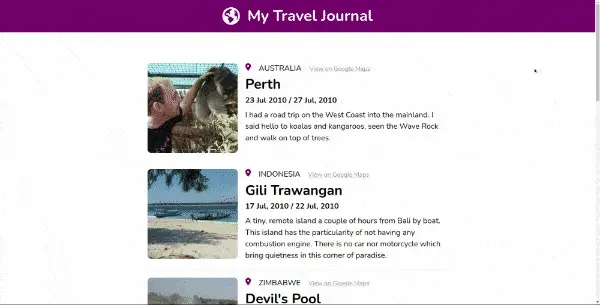 My Travel Journal
AUSTRALIA View on Google Maps
Perth
23 Jul 2010 / 27 Jul, 2010
I had a road trip on the West Coast into the mainland. I
said hello to koalas and kangaroos, seen the Wave Rock
and walk on top of trees.
INDONESIA View on Google Maps
Gili Trawangan
17 Jul, 2010 / 22 Jul, 2010
A tiny, remote island a couple of hours from Bali by boat.
This island has the particularity of not having any
combustion engine. There is no car nor motorcycle which
bring quietness in this corner of paradise.
ZIMBABWE View on Google Maps
Devil's Pool